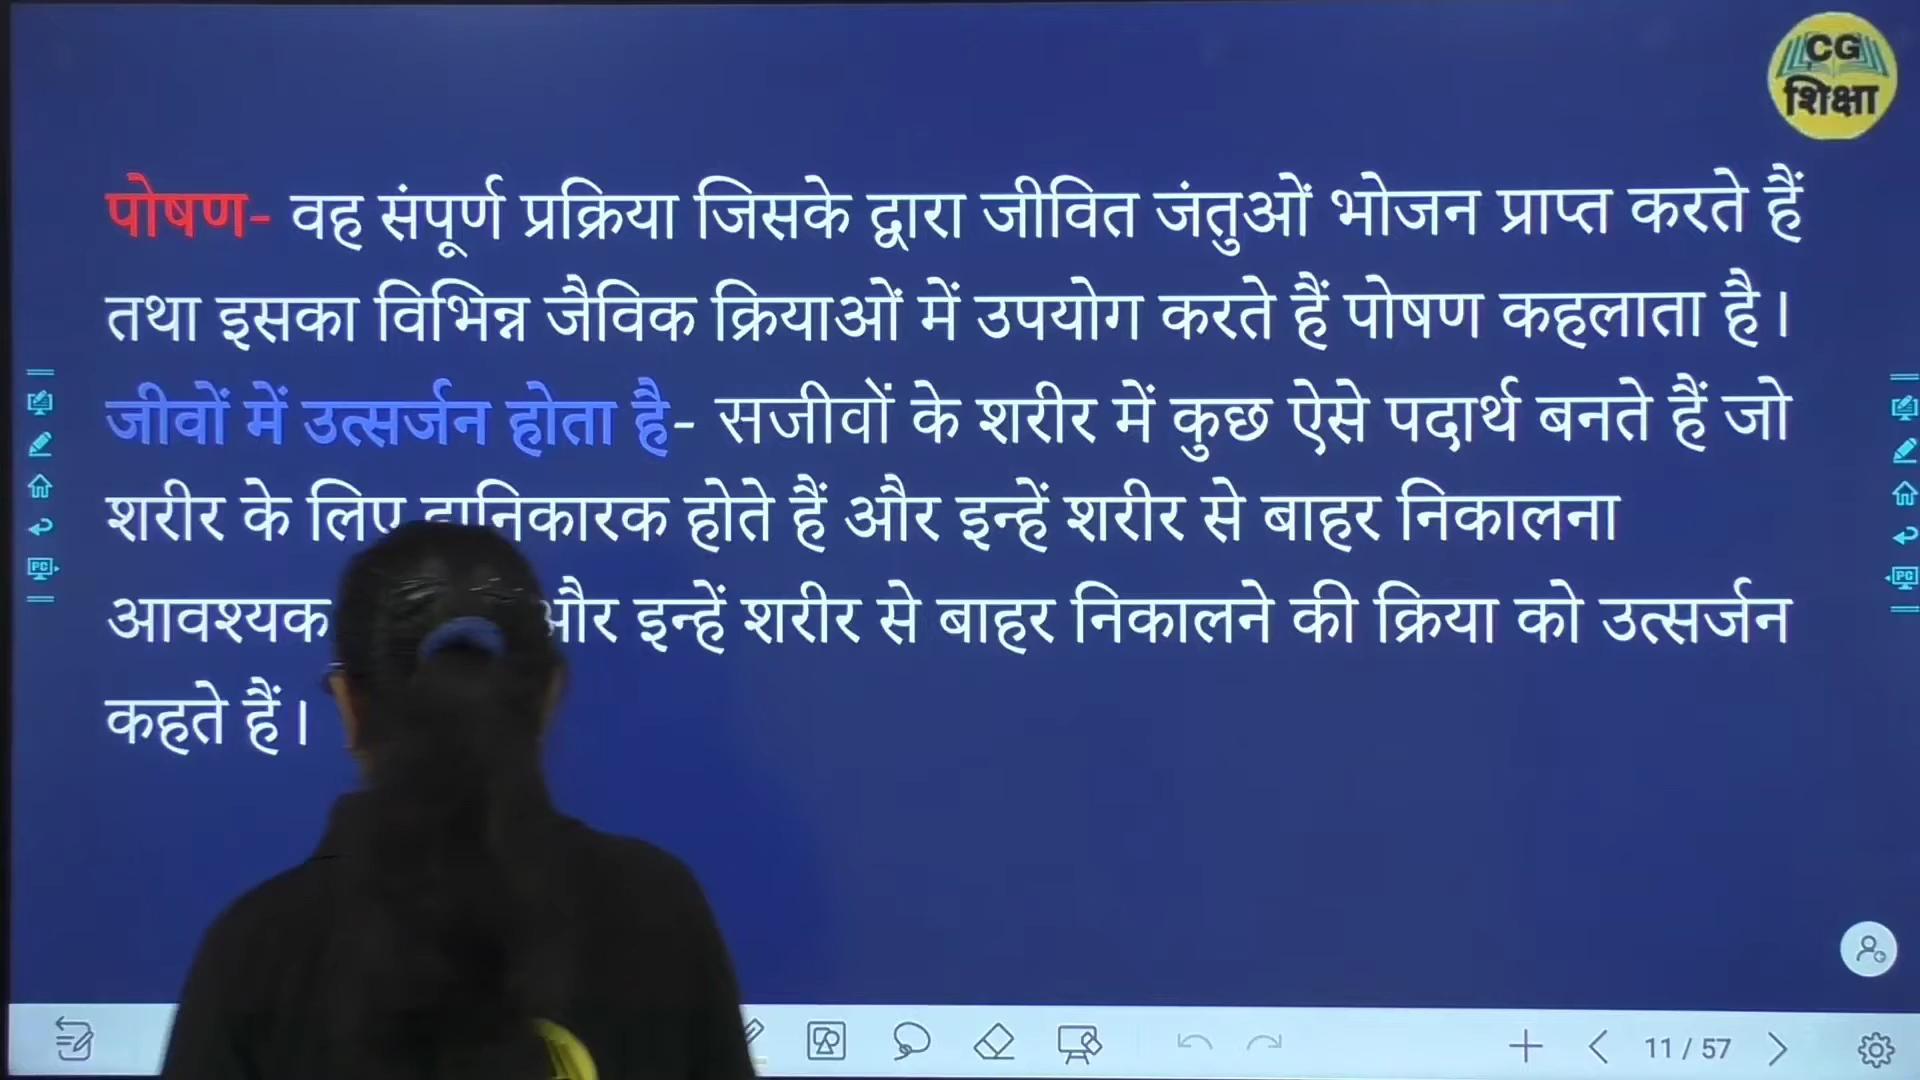 CG
शिक्षा
पोषण- वह संपूर्ण प्रक्रिया जिसके द्वारा जीवित जंतुओं भोजन प्राप्त करते हैं
तथा इसका विभिन्न जैविक क्रियाओं में उपयोग करते हैं पोषण कहलाता है।
जीवों में उत्सर्जन होता है- सजीवों के शरीर में कुछ ऐसे पदार्थ बनते हैं जो
शरीर के लिए हानिकारक होते हैं और इन्हें शरीर से बाहर निकालना
आवश्यक और इन्हें शरीर से बाहर निकालने की क्रिया को उत्सर्जन
कहते हैं।
PC
PC
11 / 57